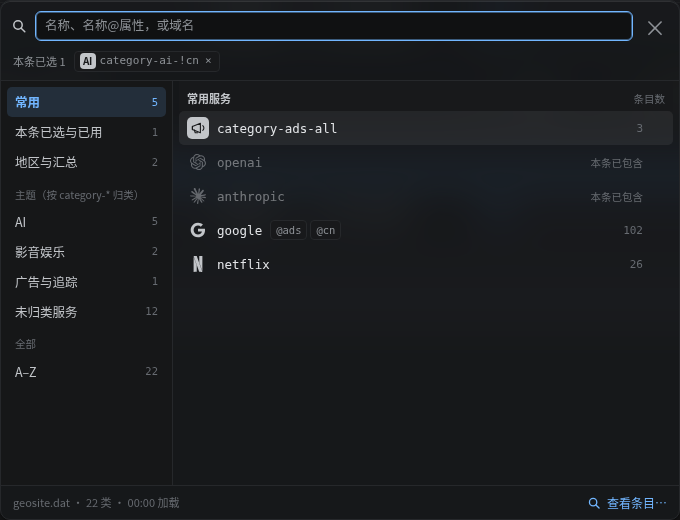 名称、名称@属性，或域名
本条已选 1 AI category-ai-!cn ×
常用 5
本条已选与已用 1
地区与汇总 2
主题（按 category-* 归类）
AI 5
影音娱乐 2
广告与追踪 1
未归类服务 12
全部
A–Z 22
常用服务 条目数
category-ads-all 3
openai 本条已包含
anthropic 本条已包含
google @ads @cn 102
netflix 26
geosite.dat · 22 类 · 00:00 加载
查看条目…